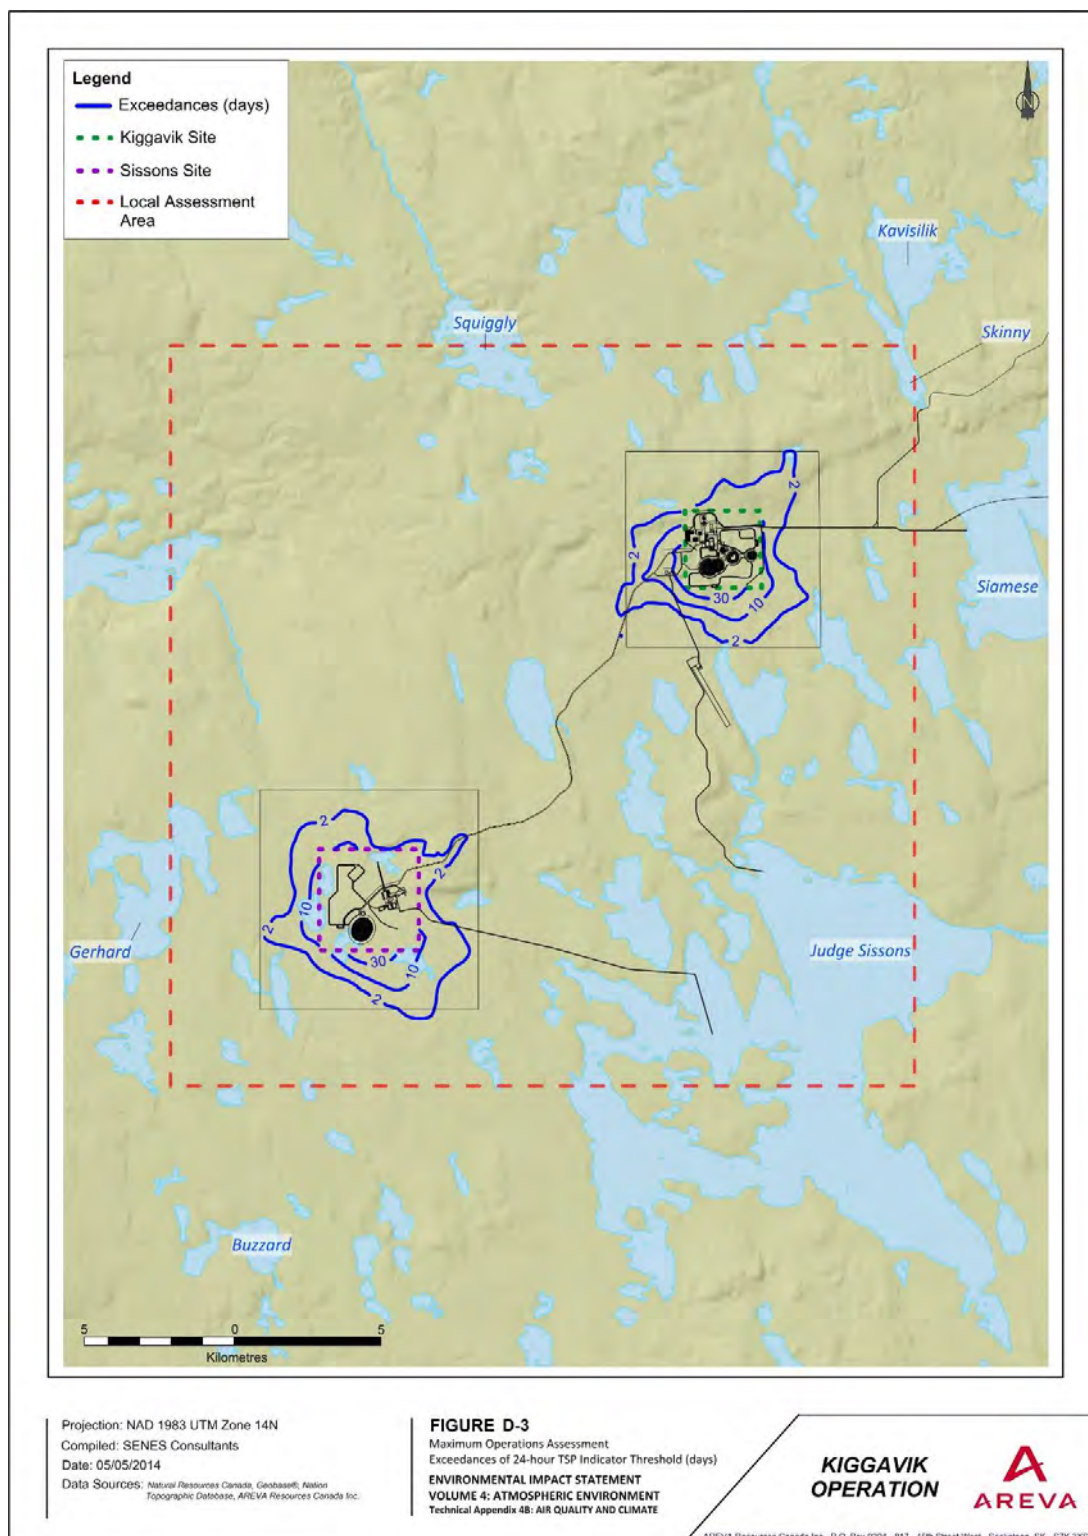 Legend
Exceedances (days)
Kiggavik Site
Sissons Site
Local Assessment
Area
N
Kavisilik
Squiggly
Skinny
2
2
Siamese
30
10
2
2
2
10
2
Gerhard
Judge Sissons
30
10
2
Buzzard
5 0 5
Kilometres
Projection: NAD 1983 UTM Zone 14N
Compiled: SENES Consultants
Date: 05/05/2014
Data Sources: Natural Resources Canada, Geobase®, Nation
Topographic Database, AREVA Resources Canada Inc.
FIGURE D-3
Maximum Operations Assessment
Exceedances of 24-hour TSP Indicator Threshold (days)
ENVIRONMENTAL IMPACT STATEMENT
VOLUME 4: ATMOSPHERIC ENVIRONMENT
Technical Appendix 4B: AIR QUALITY AND CLIMATE
KIGGAVIK
OPERATION
AREVA